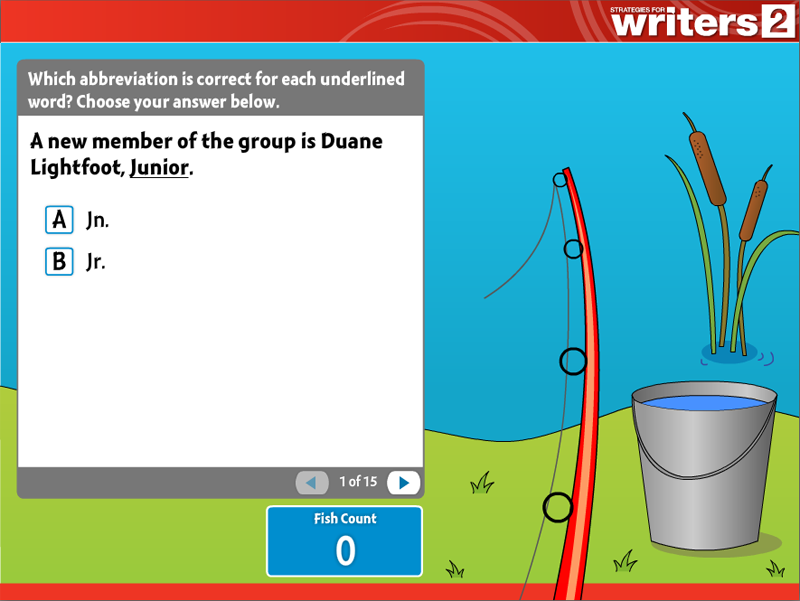 STRATEGIES FOR
writers 2
Which abbreviation is correct for each underlined
word? Choose your answer below.
A new member of the group is Duane
Lightfoot, Junior.
A Jn.
B Jr.
1 of 15
Fish Count
0